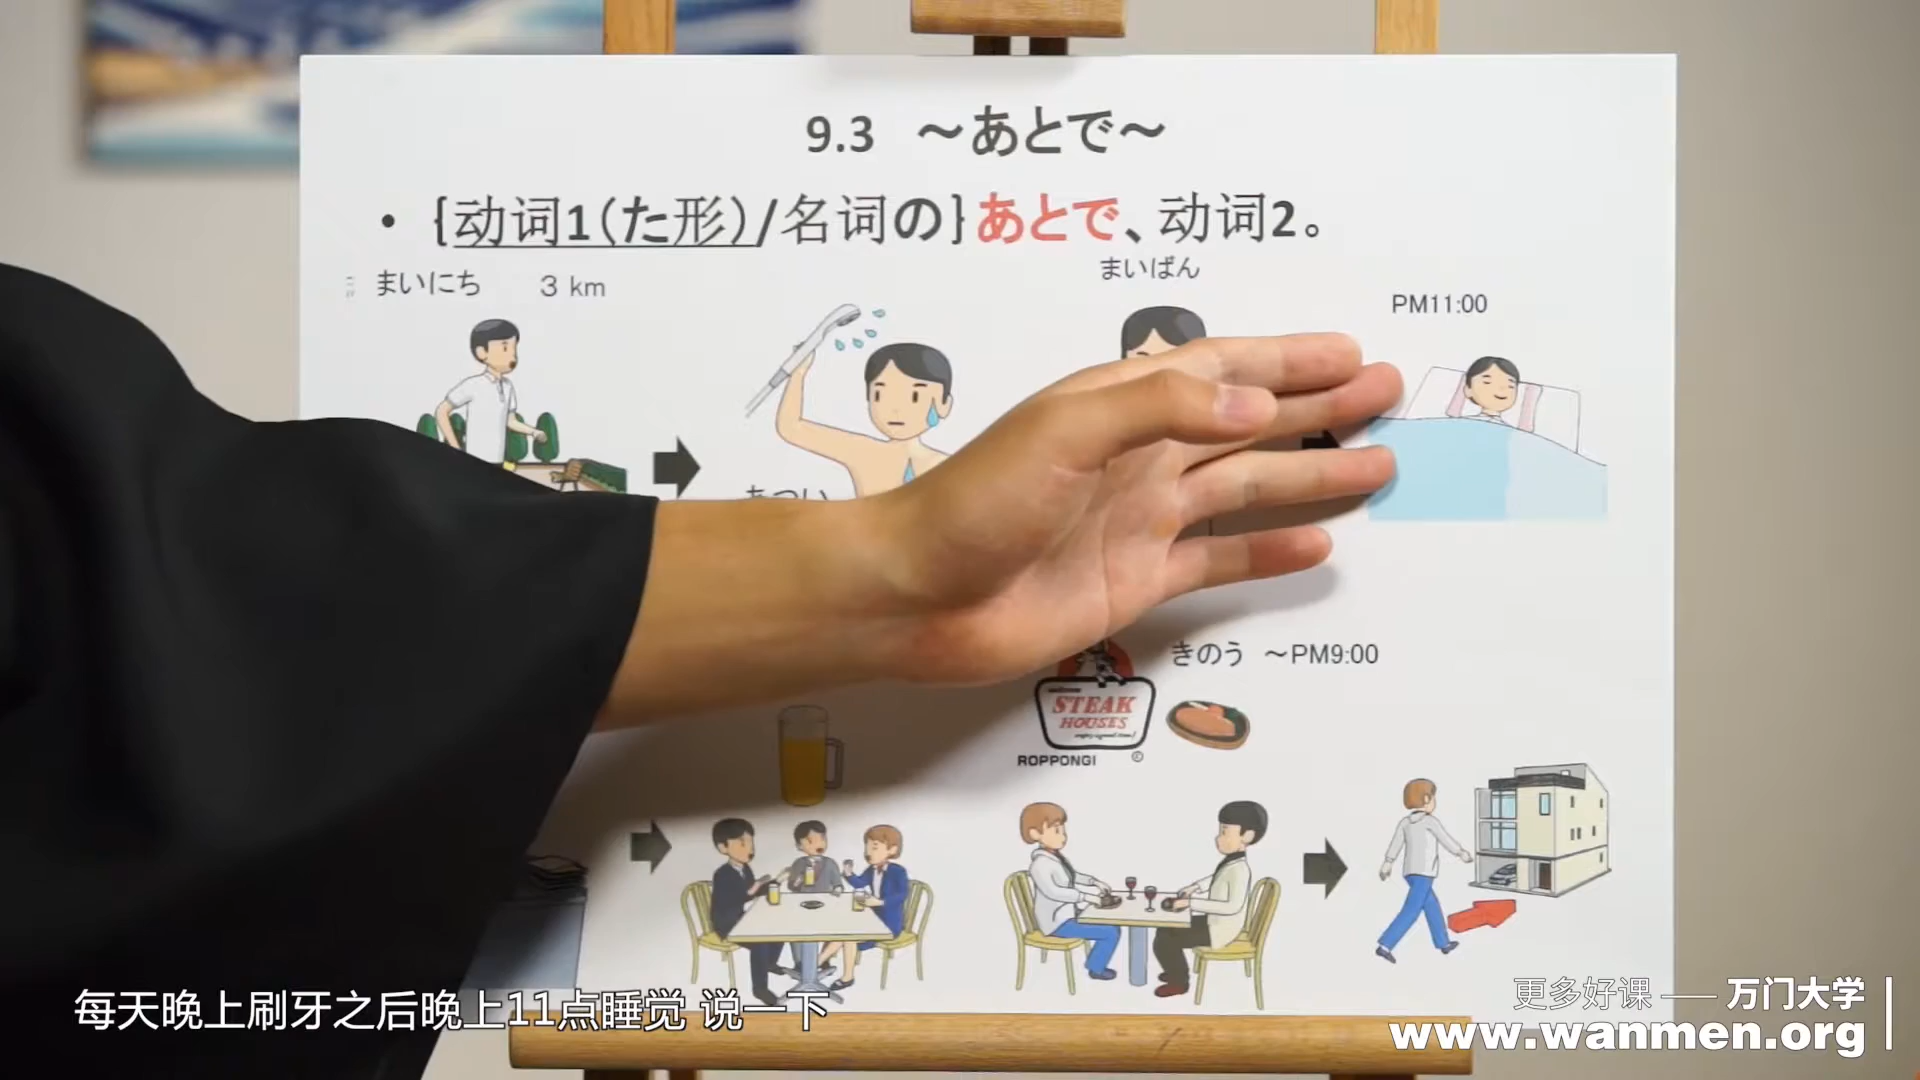 9.3 ～あとで～
• {动词1（た形）/名词の}あとで、动词2。
まいにち 3 km
まいばん
PM11:00
あつい
きのう ～PM9:00
STEAK
HOUSES
ROPPONGI ©
每天晚上刷牙之后晚上11点睡觉 说一下
更多好课 —— 万门大学
www.wanmen.org